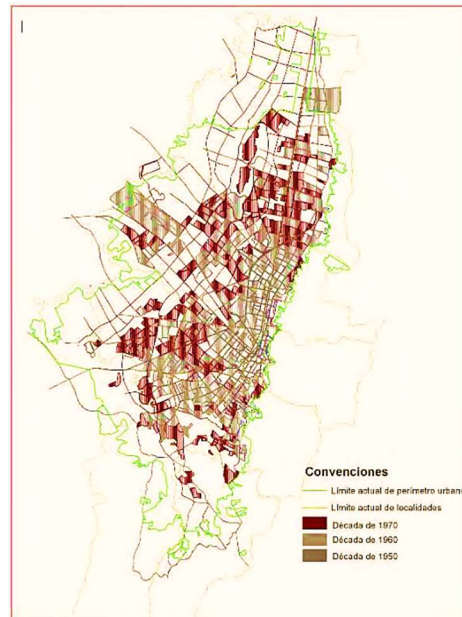 Convenciones
Límite actual de perímetro urbano
Límite actual de localidades
Década de 1970
Década de 1960
Década de 1950